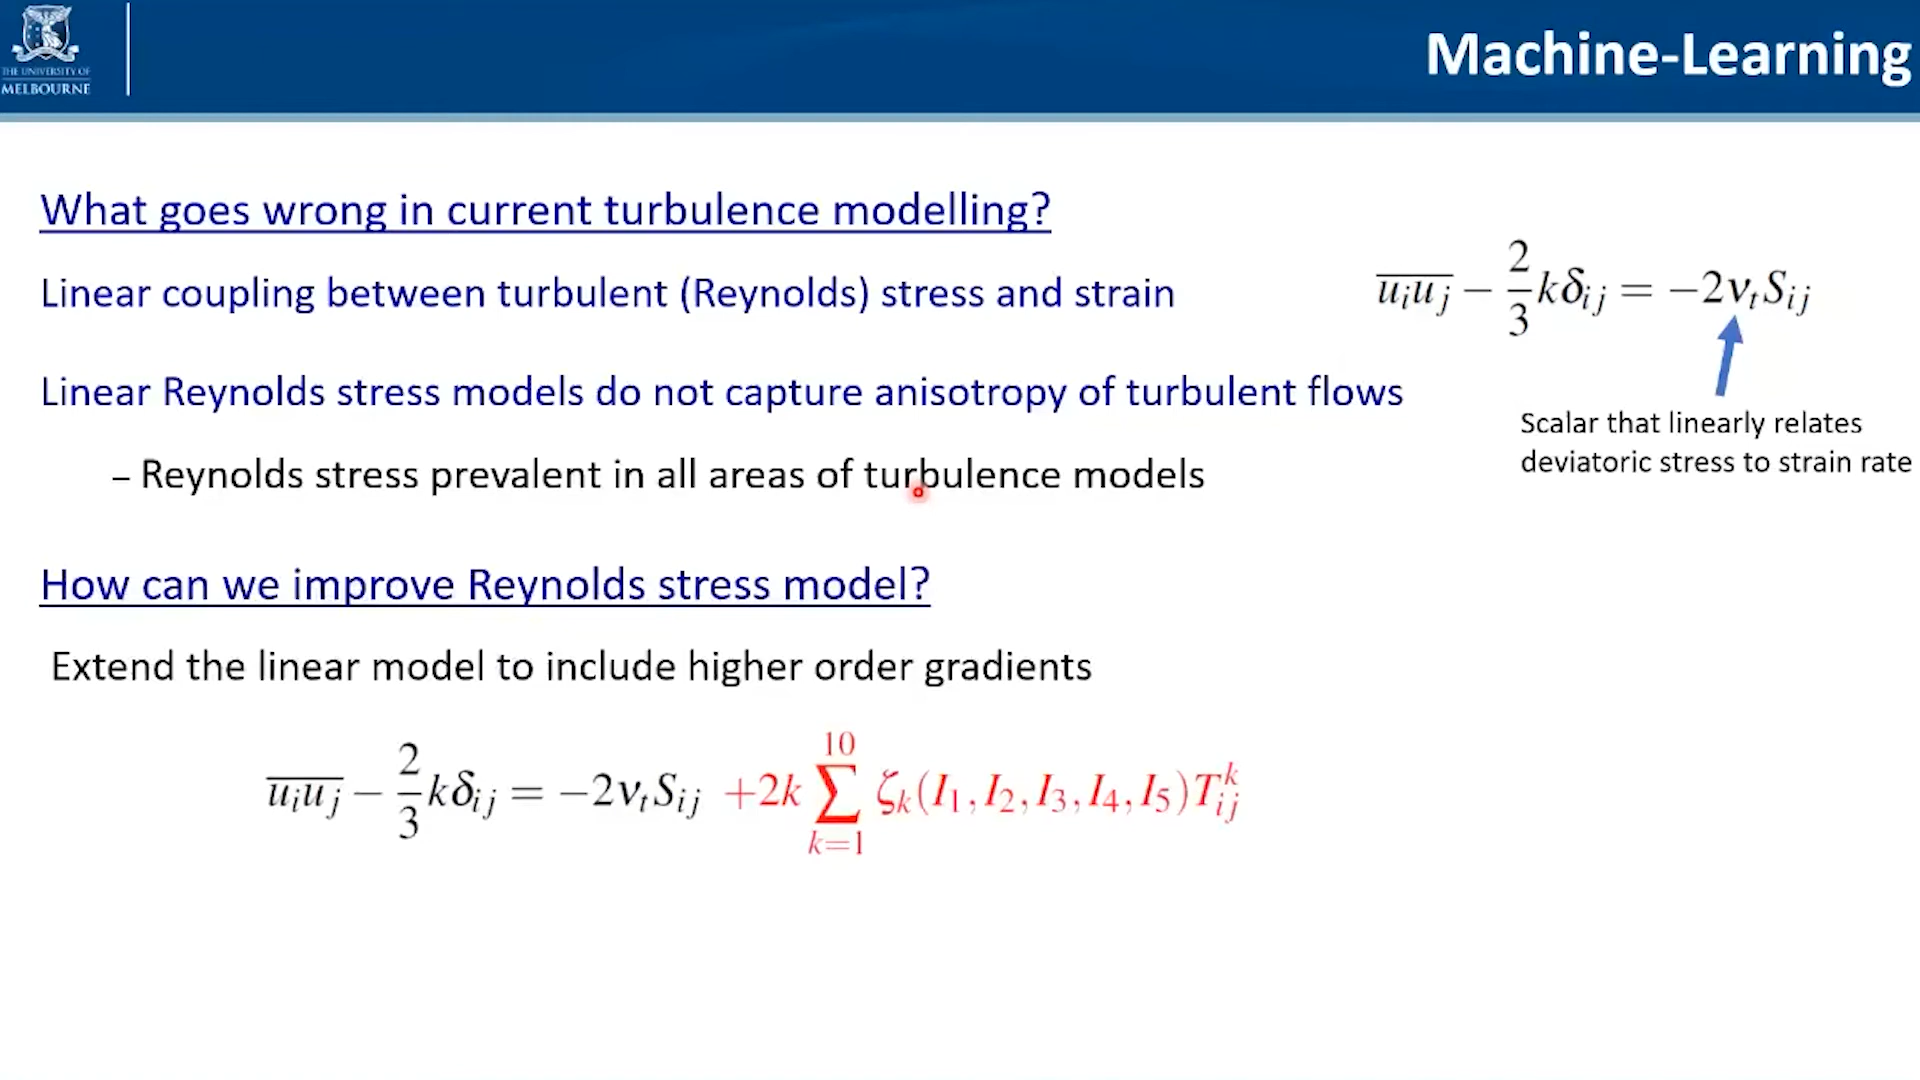 THE UNIVERSITY OF
MELBOURNE
Machine-Learning
What goes wrong in current turbulence modelling?
Linear coupling between turbulent (Reynolds) stress and strain
$\overline{u_i u_j} - \frac{2}{3} k\delta_{ij} = -2\nu_t S_{ij}$
Linear Reynolds stress models do not capture anisotropy of turbulent flows
Scalar that linearly relates
deviatoric stress to strain rate
– Reynolds stress prevalent in all areas of turbulence models
How can we improve Reynolds stress model?
Extend the linear model to include higher order gradients
$\overline{u_i u_j} - \frac{2}{3} k\delta_{ij} = -2\nu_t S_{ij} + 2k \sum_{k=1}^{10} \zeta_k (I_1, I_2, I_3, I_4, I_5) T_{ij}^k$